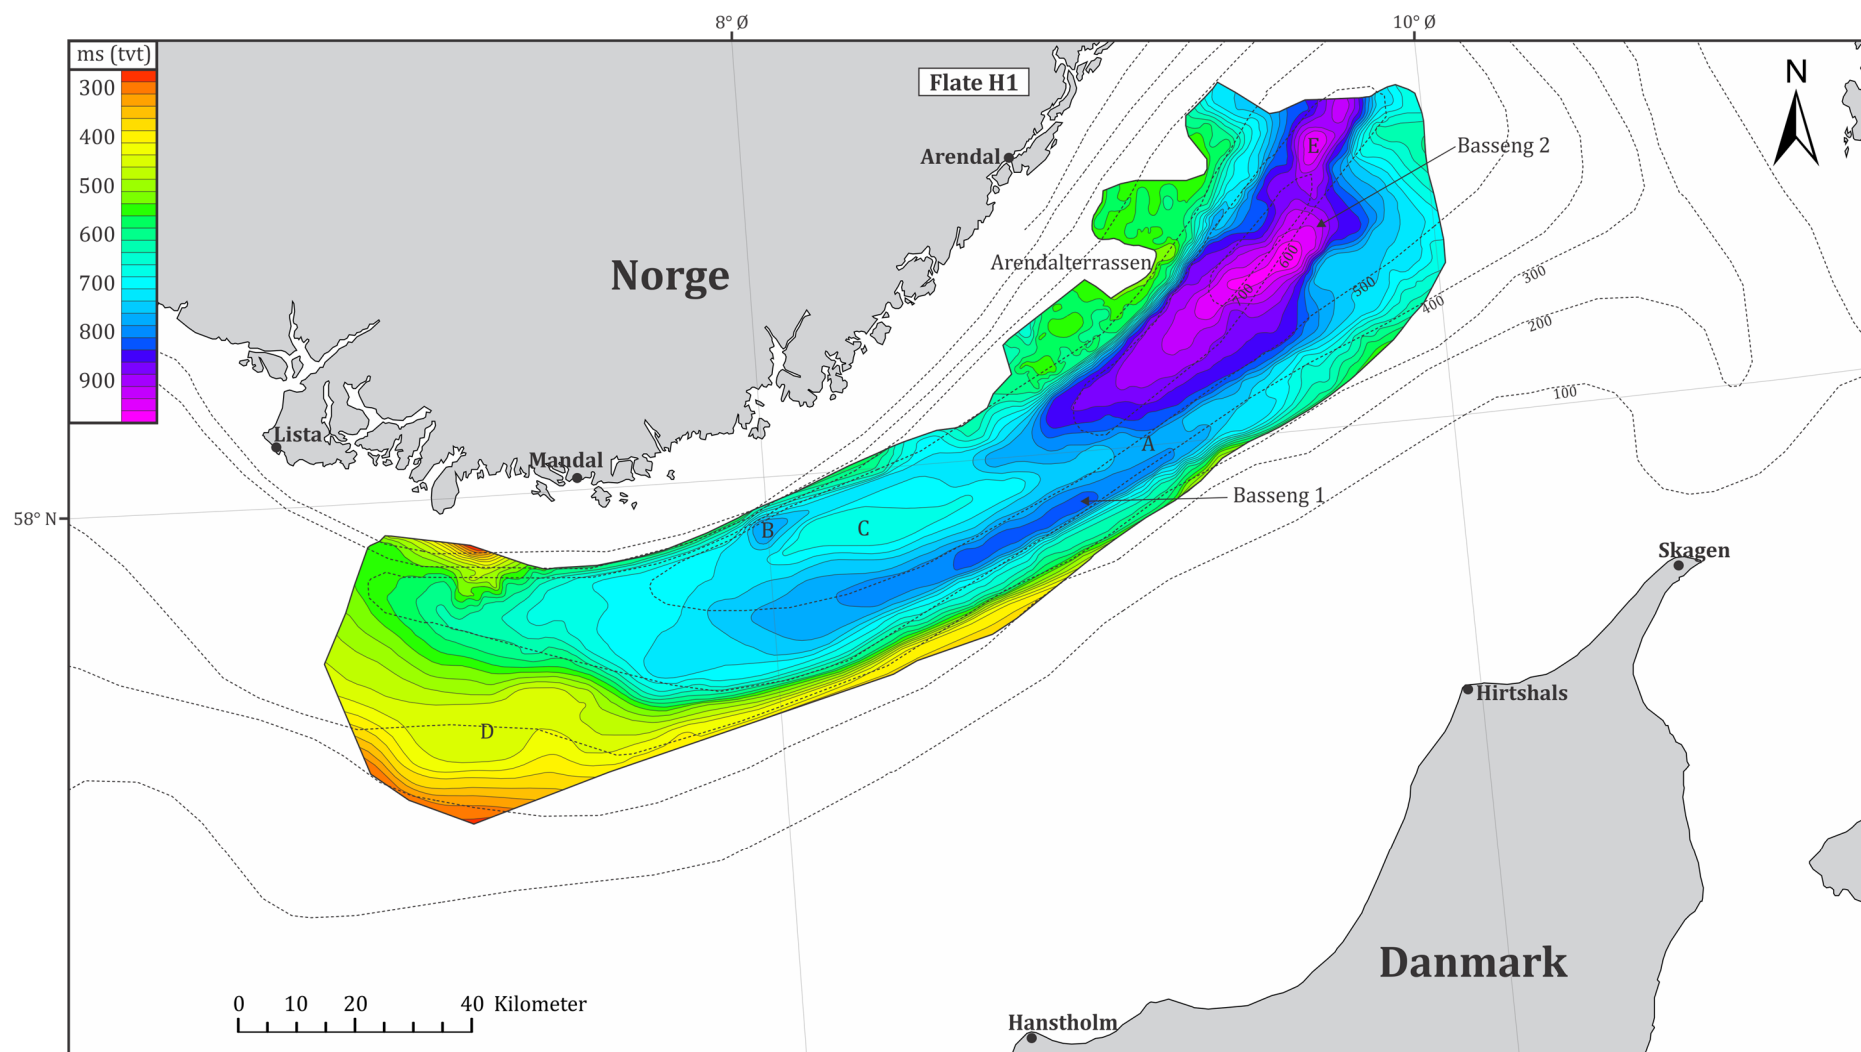 8° Ø
10° Ø
ms (tvt)
300
400
500
600
700
800
900
Flate H1
N
Arendal
E
Basseng 2
Norge
Arendalterrassen
600
700
500
400
300
200
100
Lista
Mandal
A
Basseng 1
58° N
B
C
Skagen
Hirtshals
D
Danmark
0 10 20 40 Kilometer
Hanstholm